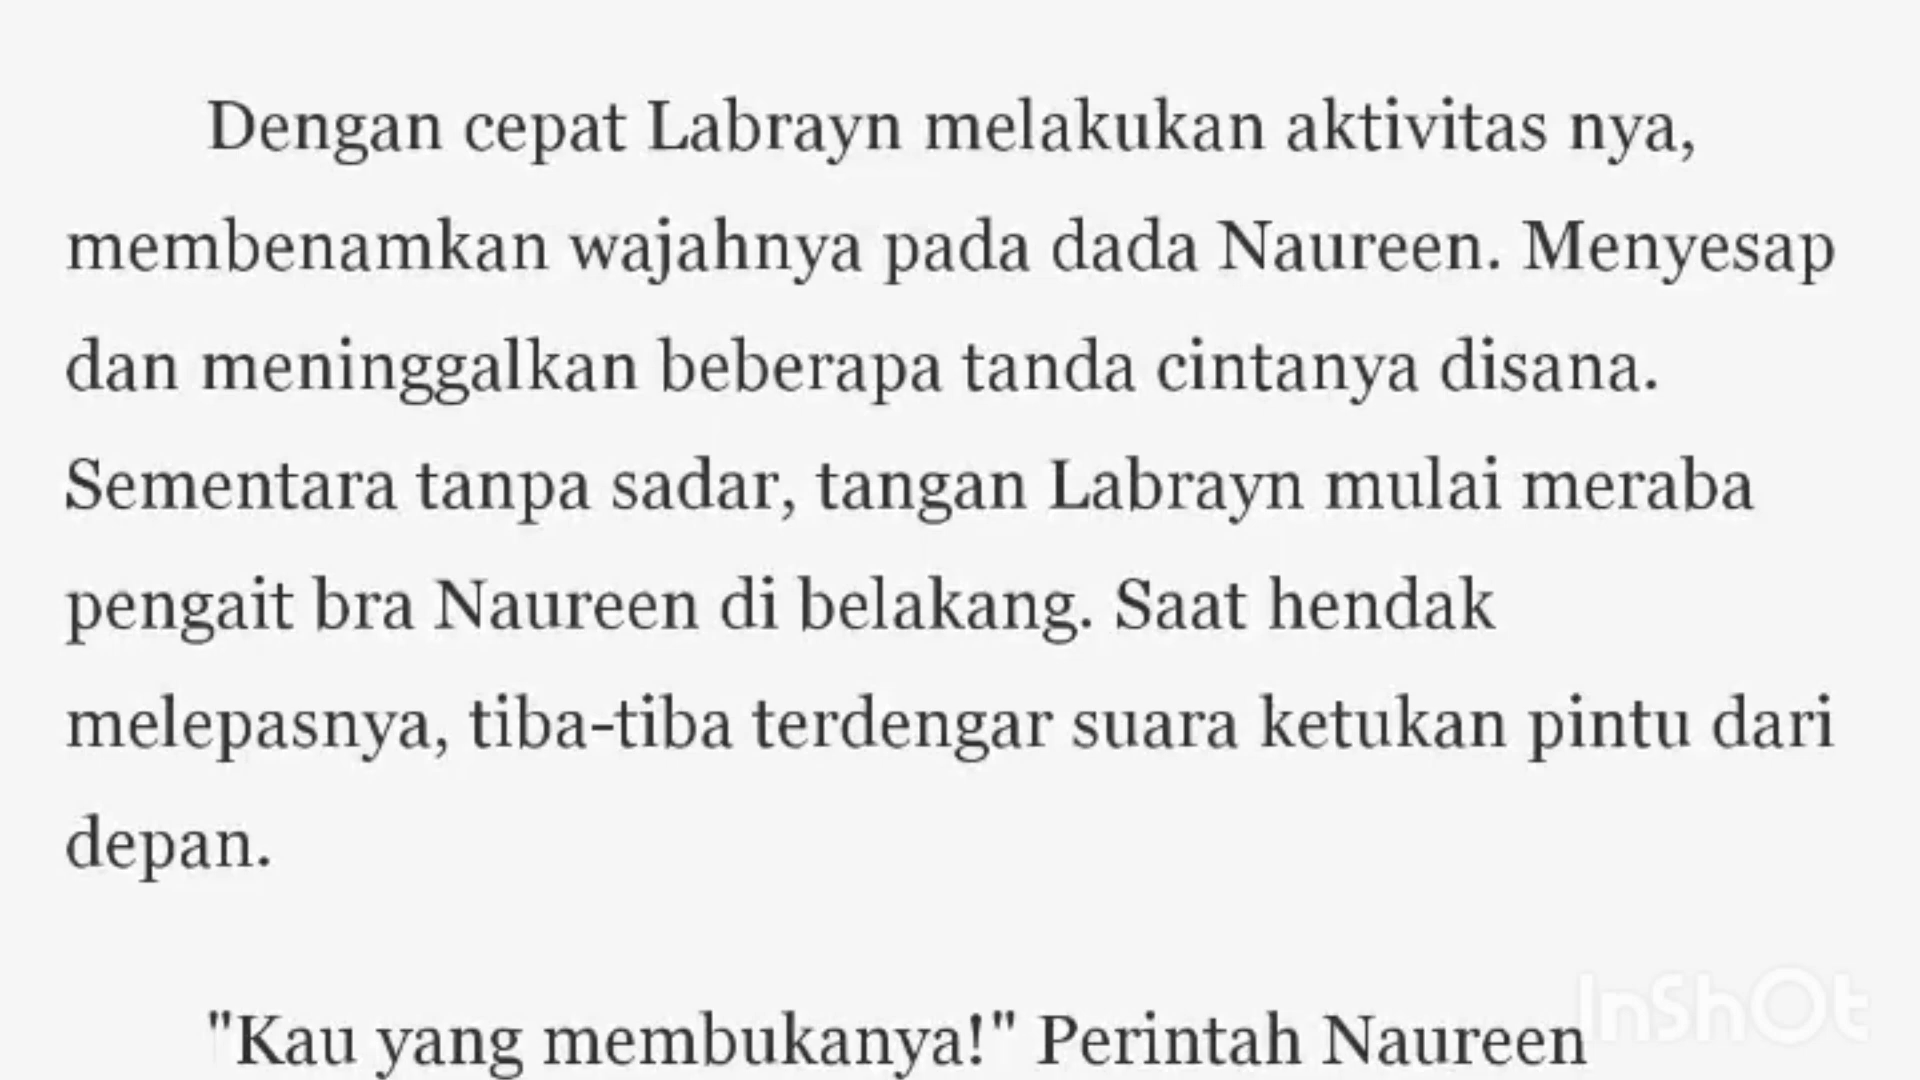 Dengan cepat Labrayn melakukan aktivitas nya,
membenamkan wajahnya pada dada Naureen. Menyesap
dan meninggalkan beberapa tanda cintanya disana.
Sementara tanpa sadar, tangan Labrayn mulai meraba
pengait bra Naureen di belakang. Saat hendak
melepasnya, tiba-tiba terdengar suara ketukan pintu dari
depan.
"Kau yang membukanya!" Perintah Naureen
InShOt